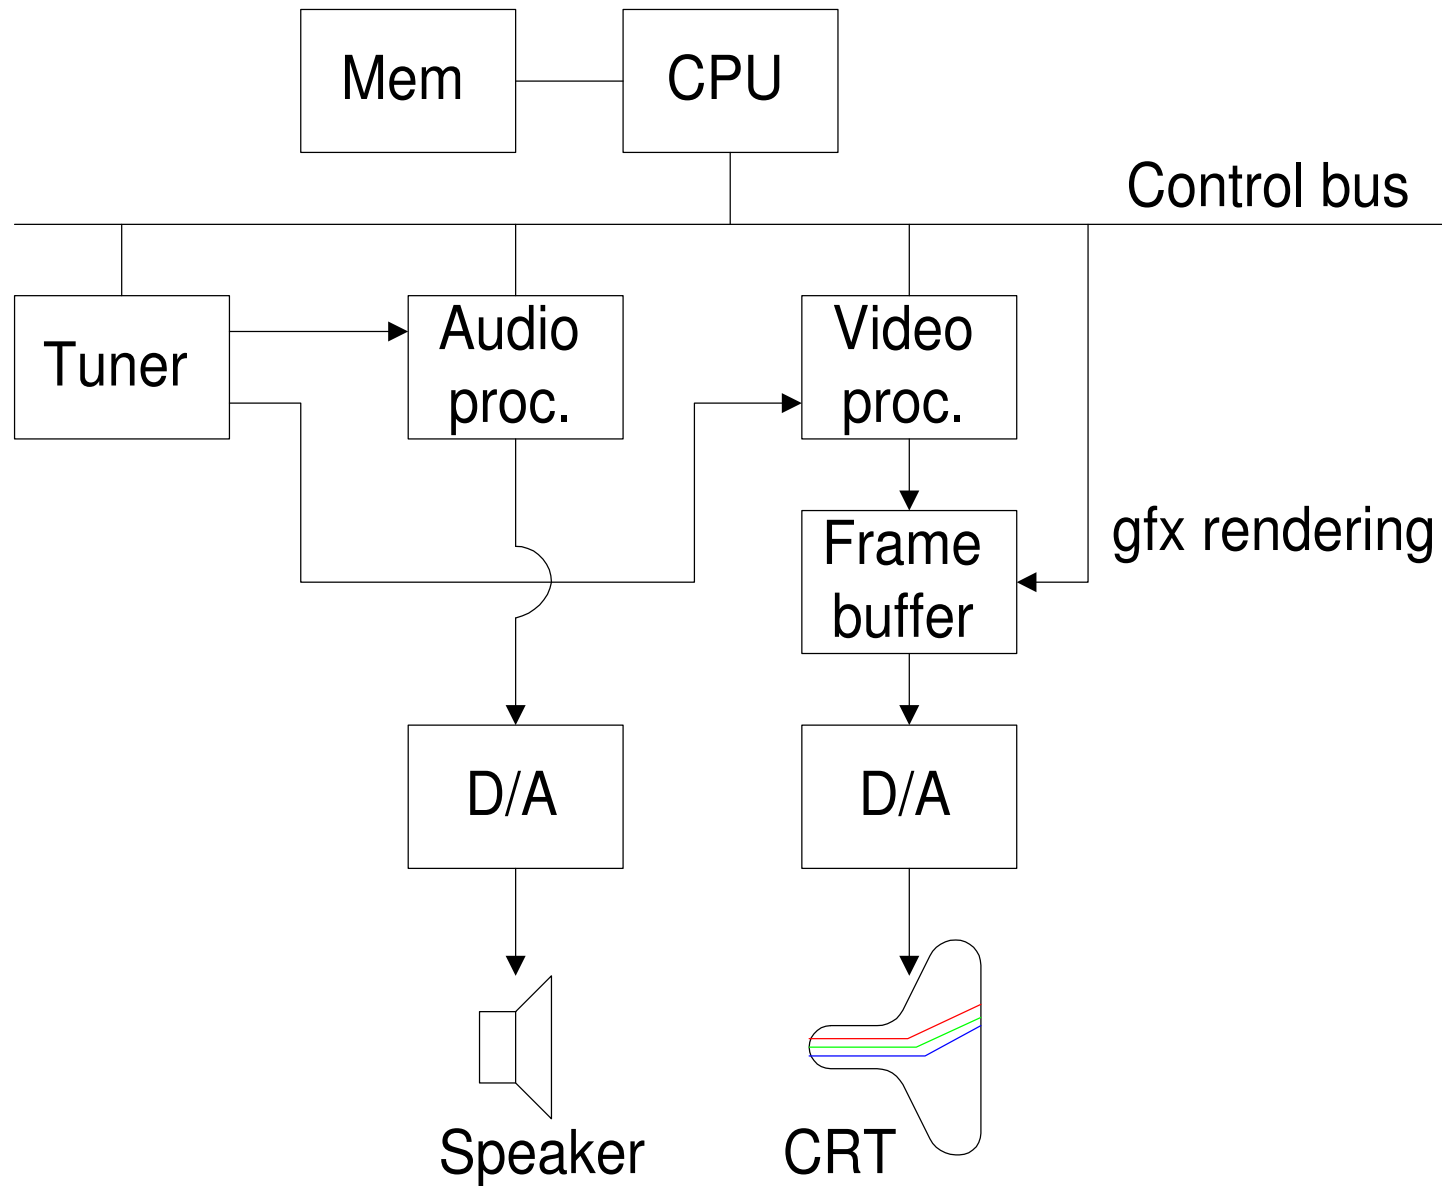 Mem
CPU
Control bus
Tuner
Audio
proc.
Video
proc.
Frame
buffer
gfx rendering
D/A
D/A
Speaker
CRT